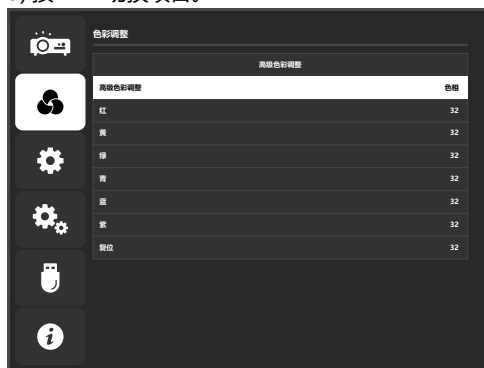 色彩调整
高级色彩调整
高级色彩调整 色相
红 32
黄 32
绿 32
青 32
蓝 32
紫 32
复位 32